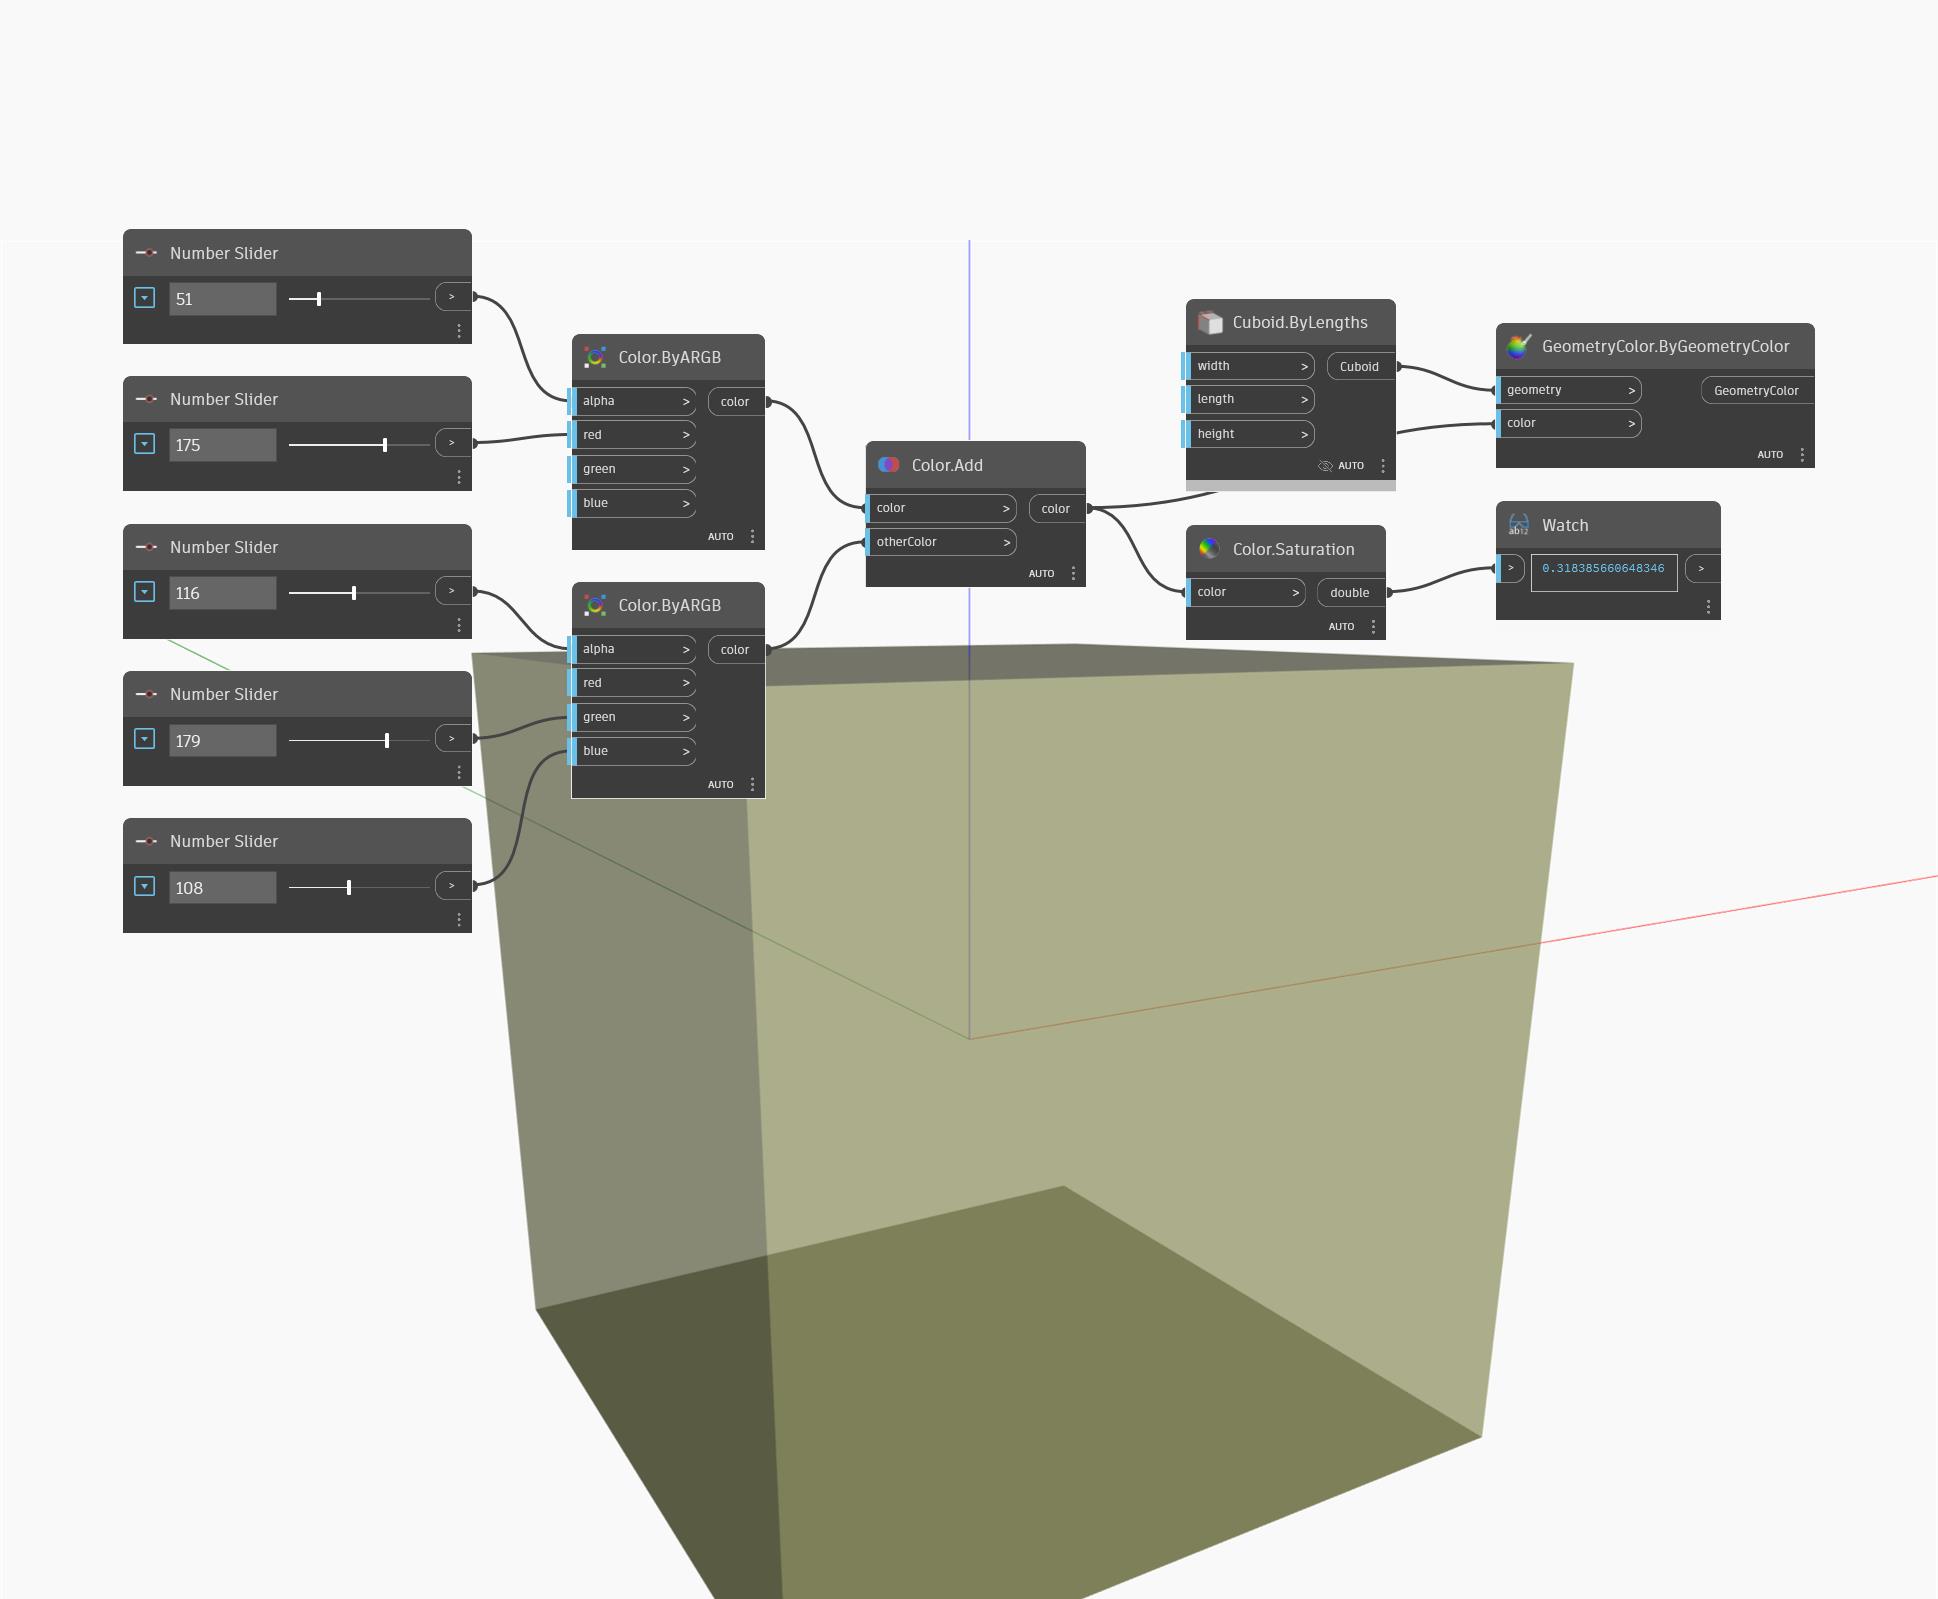 Number Slider
51
>
Number Slider
175
>
Number Slider
116
>
Number Slider
179
>
Number Slider
108
>
Color.ByARGB
alpha > color
red >
green >
blue >
AUTO
Color.ByARGB
alpha > color
red >
green >
blue >
AUTO
Color.Add
color > color
otherColor >
AUTO
Cuboid.ByLengths
width > Cuboid
length >
height >
AUTO
Color.Saturation
color > double
AUTO
GeometryColor.ByGeometryColor
geometry > GeometryColor
color >
AUTO
ab12 Watch
> 0.318385660648346 >